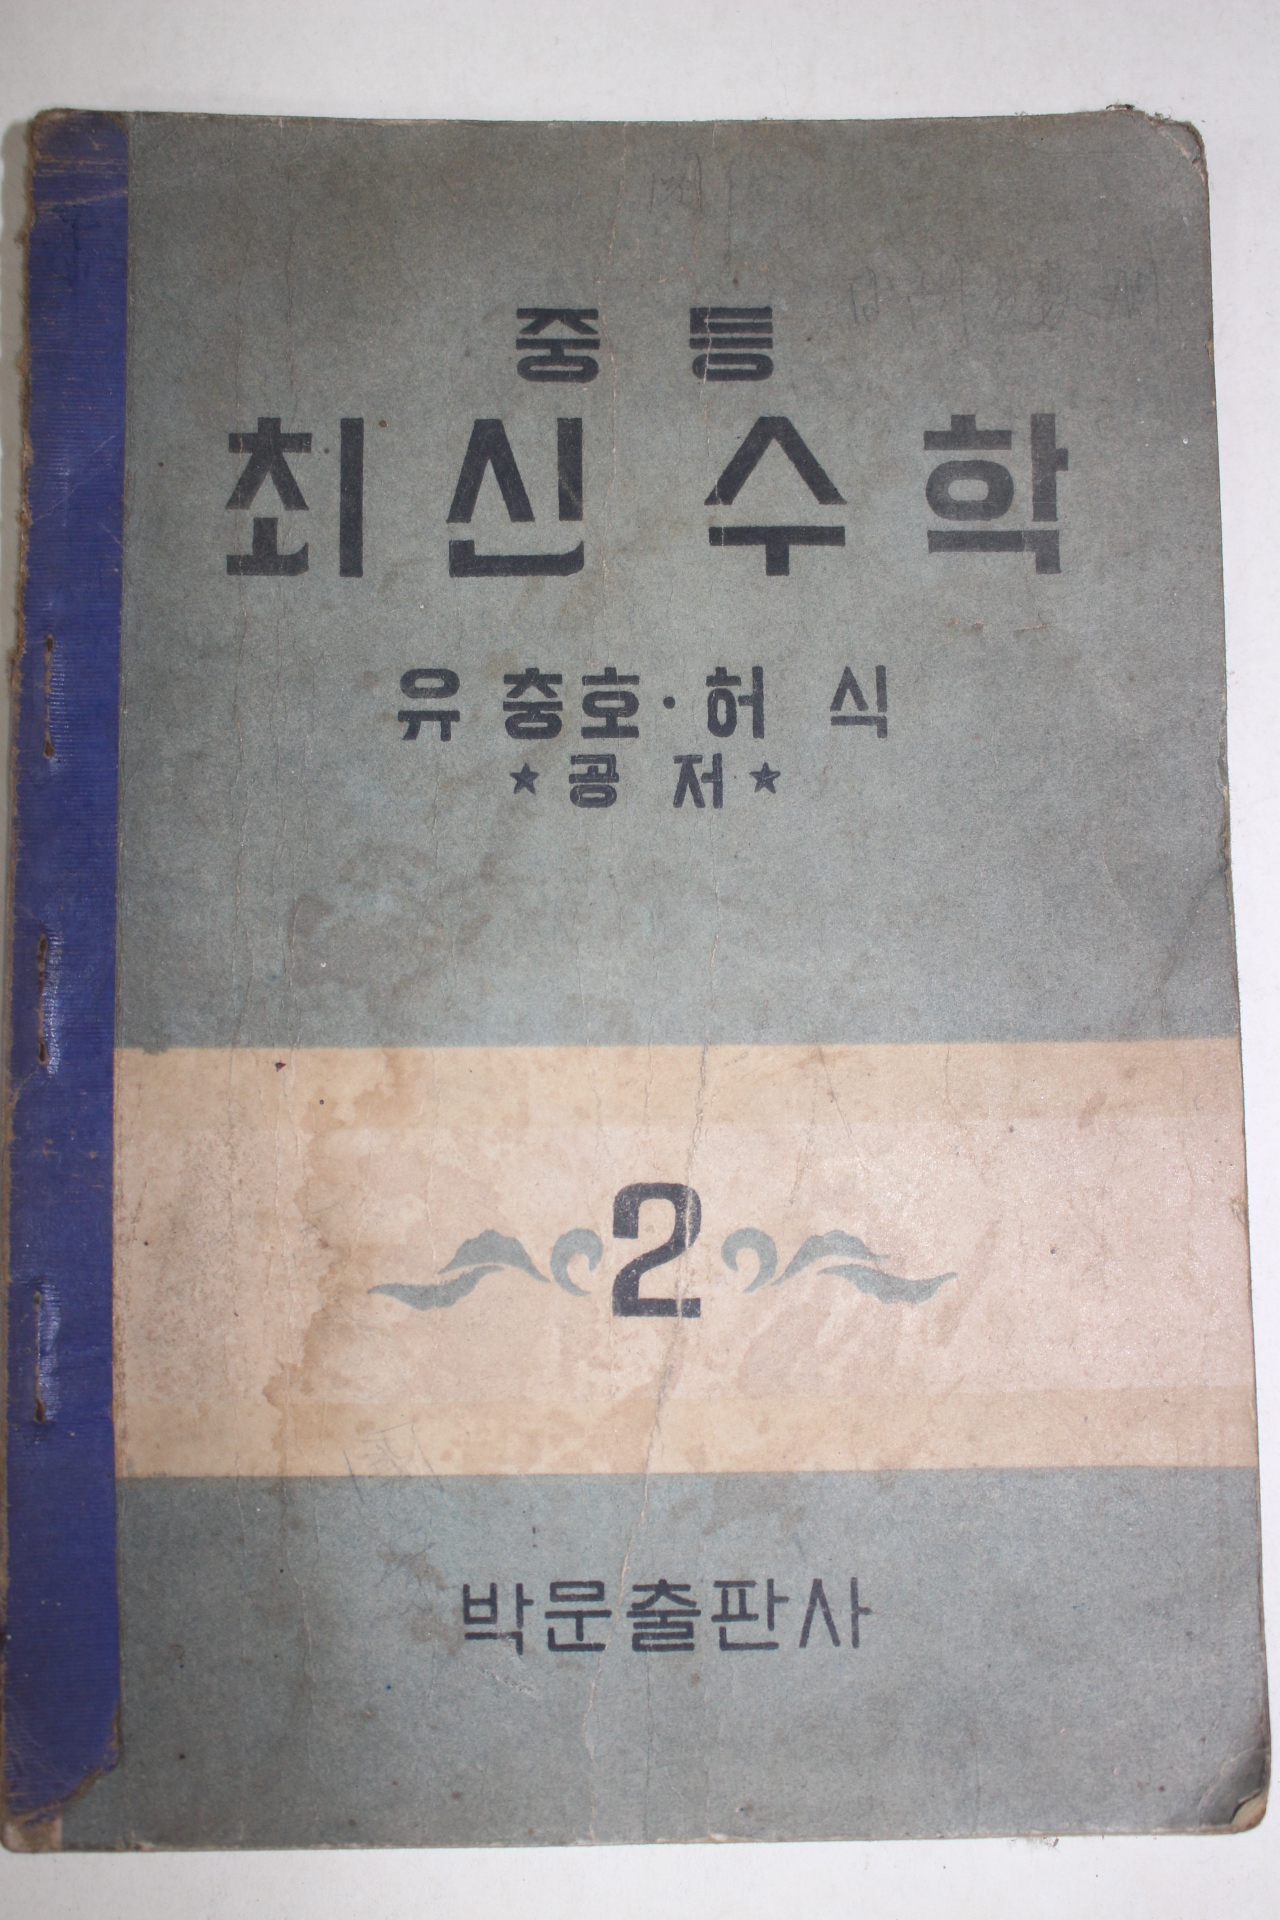 중 등
최 신 수 학
유 충호·허 식
★ 공 저 ★
2
박문출판사